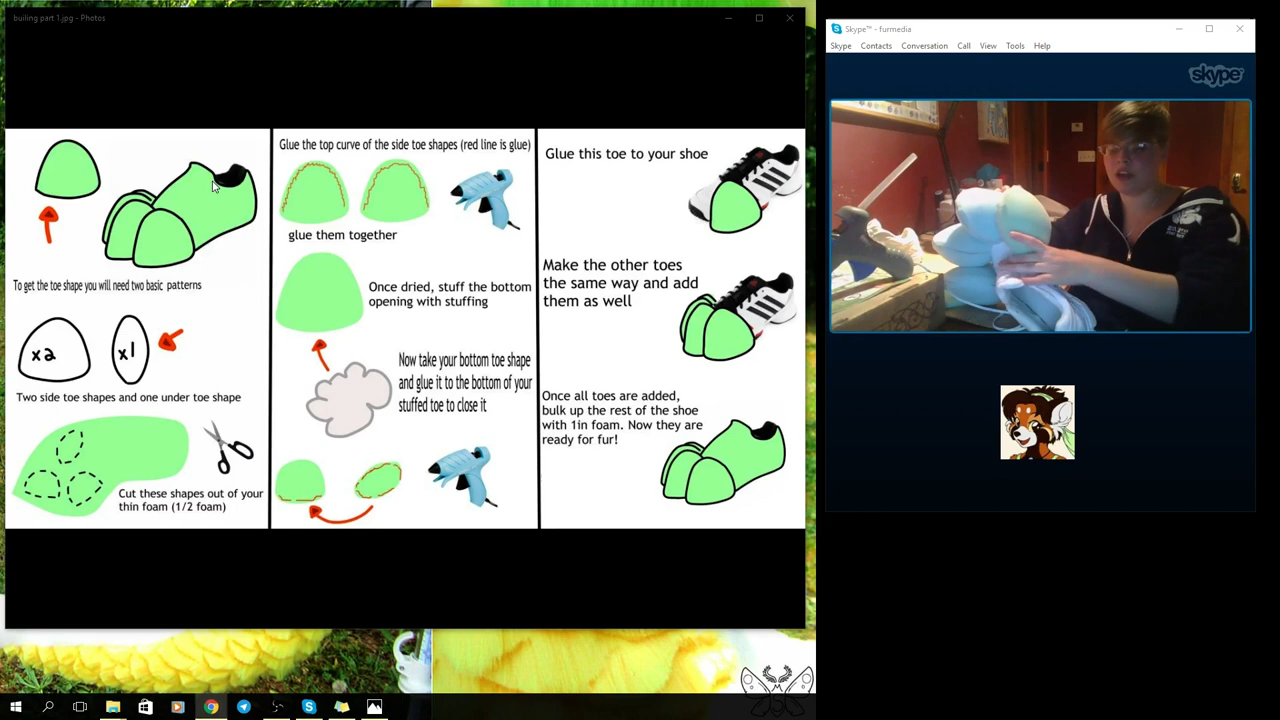 builing part 1.jpg - Photos
To get the toe shape you will need two basic patterns
x2
x1
Two side toe shapes and one under toe shape
Cut these shapes out of your
thin foam (1/2 foam)
Glue the top curve of the side toe shapes (red line is glue)
glue them together
Once dried, stuff the bottom
opening with stuffing
Now take your bottom toe shape
and glue it to the bottom of your
stuffed toe to close it
Glue this toe to your shoe
Make the other toes
the same way and add
them as well
Once all toes are added,
bulk up the rest of the shoe
with 1in foam. Now they are
ready for fur!
Skype™ - furmedia
Skype Contacts Conversation Call View Tools Help
skype